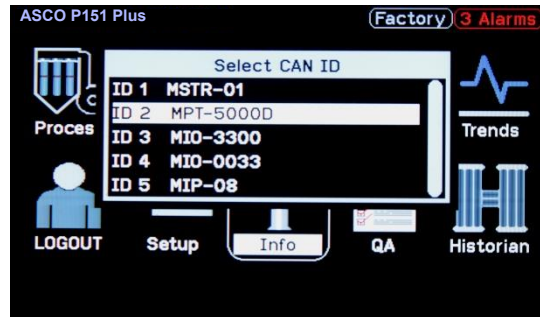 ASCO P151 Plus
Factory
3 Alarms
Select CAN ID
ID 1 MSTR-01
ID 2 MPT-5000D
ID 3 MIO-3300
ID 4 MIO-0033
ID 5 MIP-08
Proces
Trends
LOGOUT
Setup
Info
QA
Historian